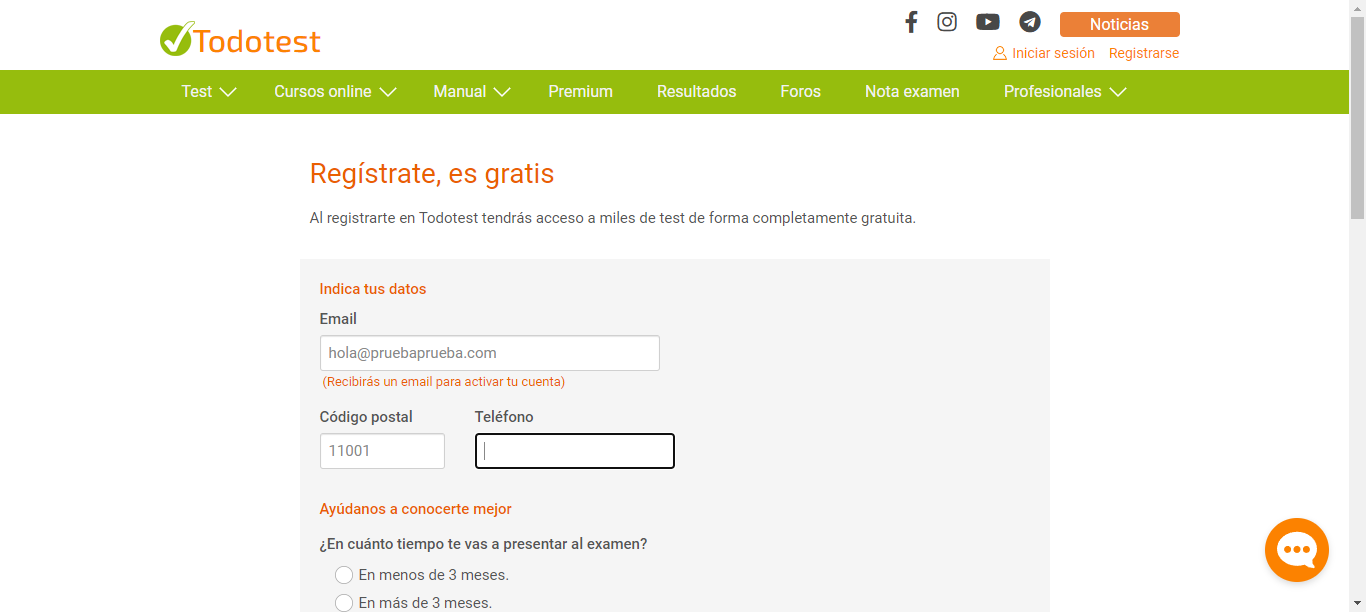 Todotest
Noticias
Iniciar sesión Registrarse
Test Cursos online Manual Premium Resultados Foros Nota examen Profesionales
Regístrate, es gratis
Al registrarte en Todotest tendrás acceso a miles de test de forma completamente gratuita.
Indica tus datos
Email
hola@pruebaprueba.com
(Recibirás un email para activar tu cuenta)
Código postal Teléfono
11001
Ayúdanos a conocerte mejor
¿En cuánto tiempo te vas a presentar al examen?
En menos de 3 meses.
En más de 3 meses.